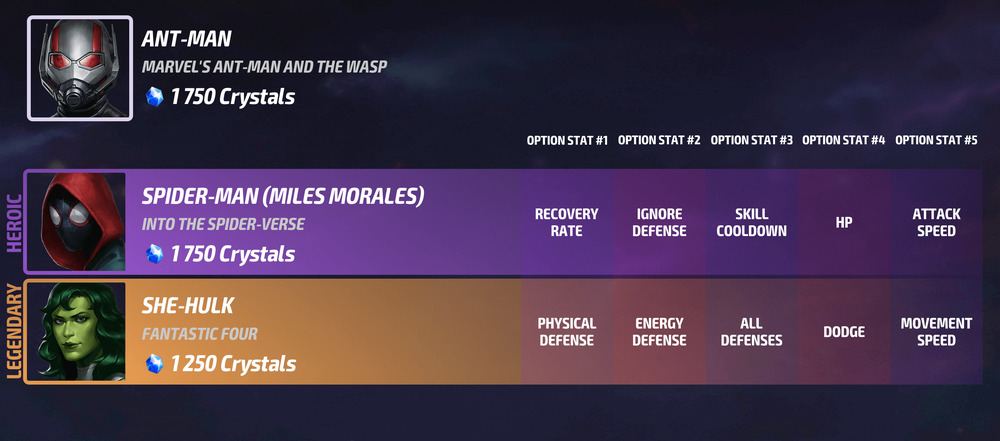 ANT-MAN
MARVEL'S ANT-MAN AND THE WASP
1 750 Crystals
OPTION STAT #1 OPTION STAT #2 OPTION STAT #3 OPTION STAT #4 OPTION STAT #5
HEROIC
SPIDER-MAN (MILES MORALES)
INTO THE SPIDER-VERSE
1 750 Crystals
RECOVERY RATE
IGNORE DEFENSE
SKILL COOLDOWN
HP
ATTACK SPEED
LEGENDARY
SHE-HULK
FANTASTIC FOUR
1 250 Crystals
PHYSICAL DEFENSE
ENERGY DEFENSE
ALL DEFENSES
DODGE
MOVEMENT SPEED